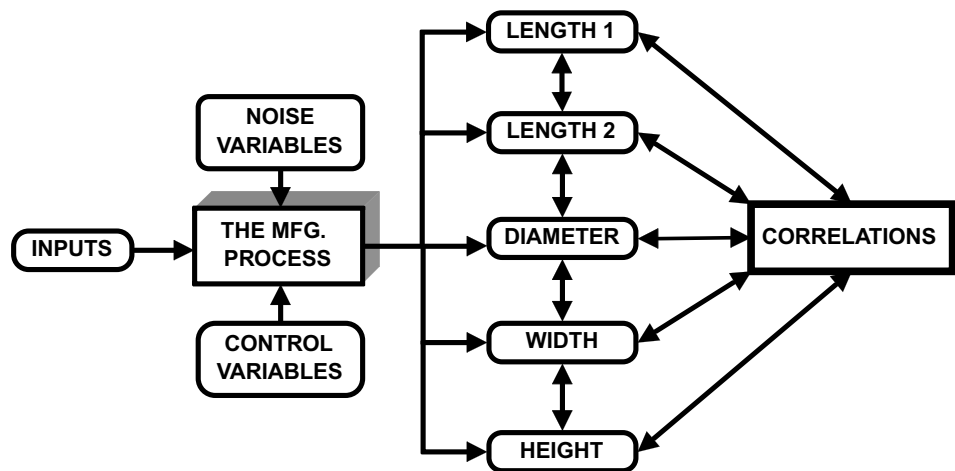 LENGTH 1
NOISE
VARIABLES
LENGTH 2
INPUTS
THE MFG.
PROCESS
DIAMETER
CORRELATIONS
CONTROL
VARIABLES
WIDTH
HEIGHT